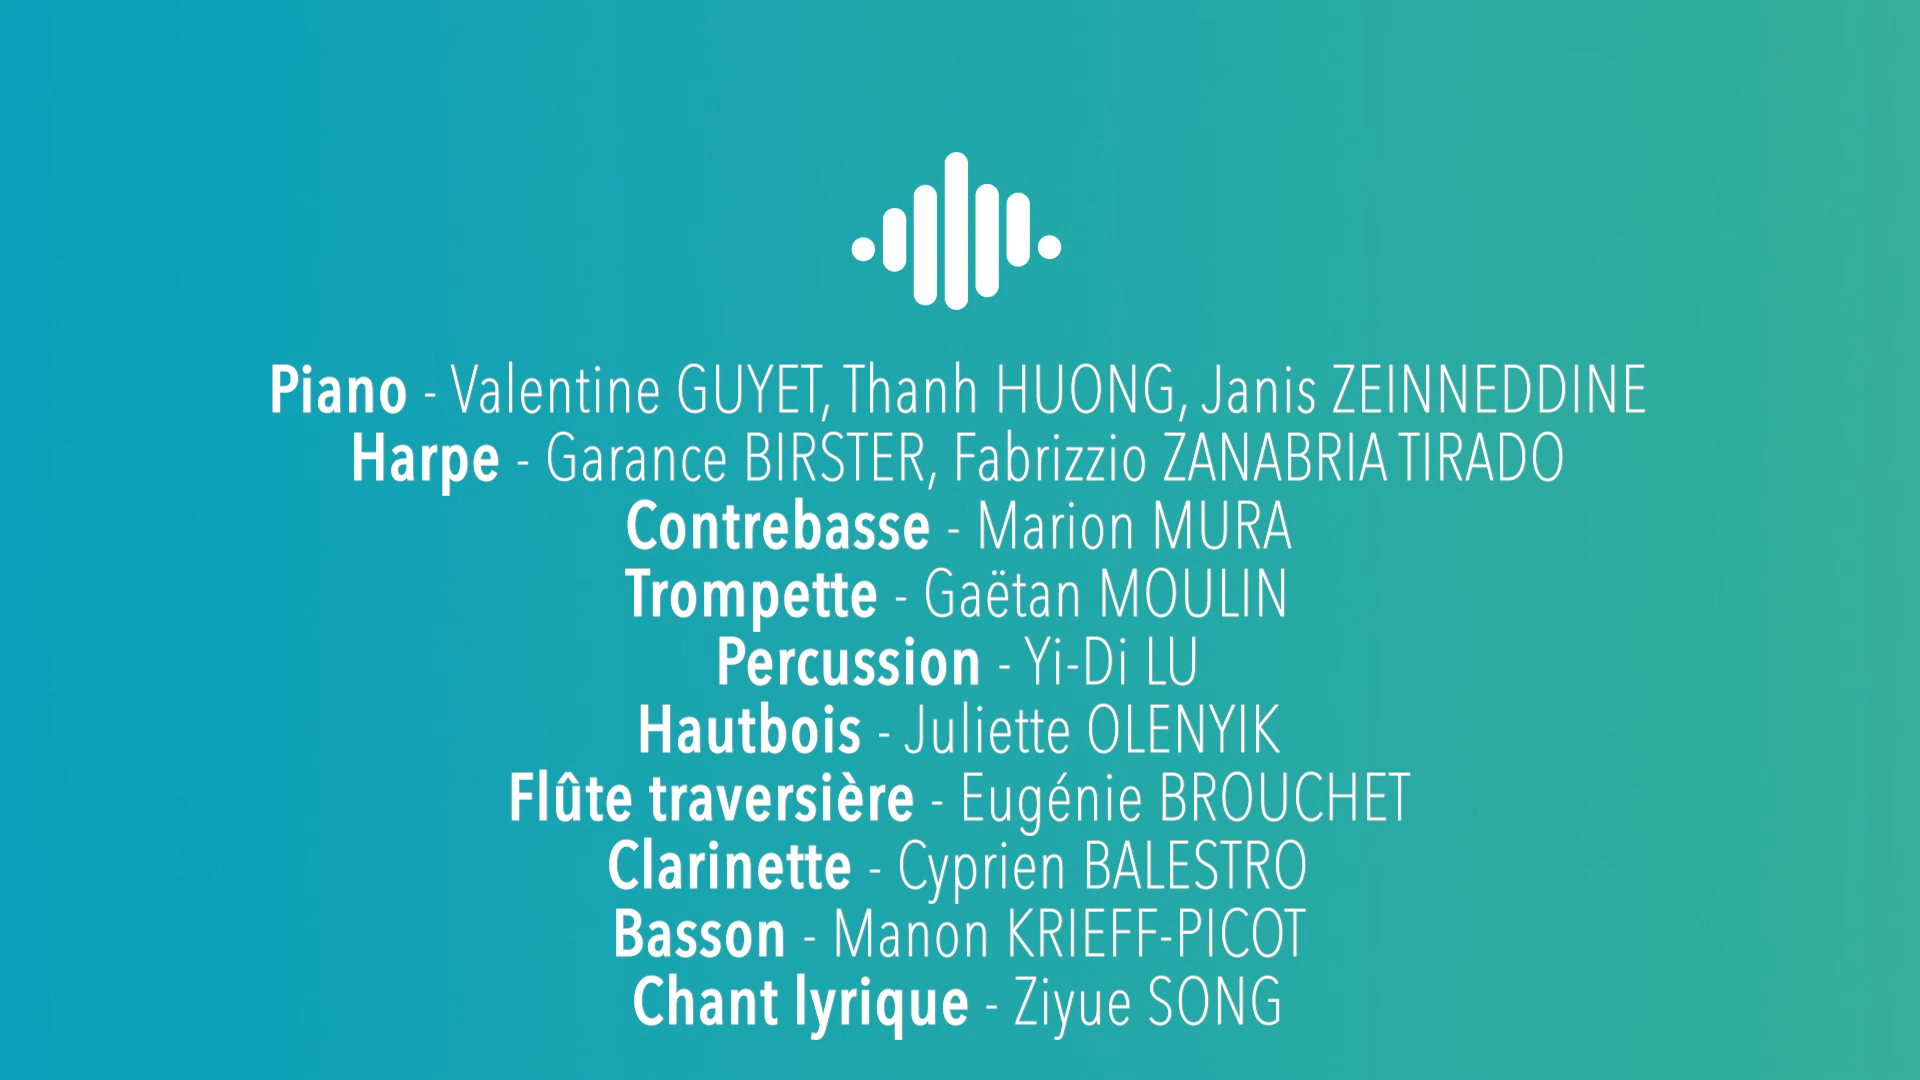 Piano - Valentine GUYET, Thanh HUONG, Janis ZEINNEDDINE
Harpe - Garance BIRSTER, Fabrizzio ZANABRIA TIRADO
Contrebasse - Marion MURA
Trompette - Gaëtan MOULIN
Percussion - Yi-Di LU
Hautbois - Juliette OLENYIK
Flûte traversière - Eugénie BROUCHET
Clarinette - Cyprien BALESTRO
Basson - Manon KRIEFF-PICOT
Chant lyrique - Ziyue SONG